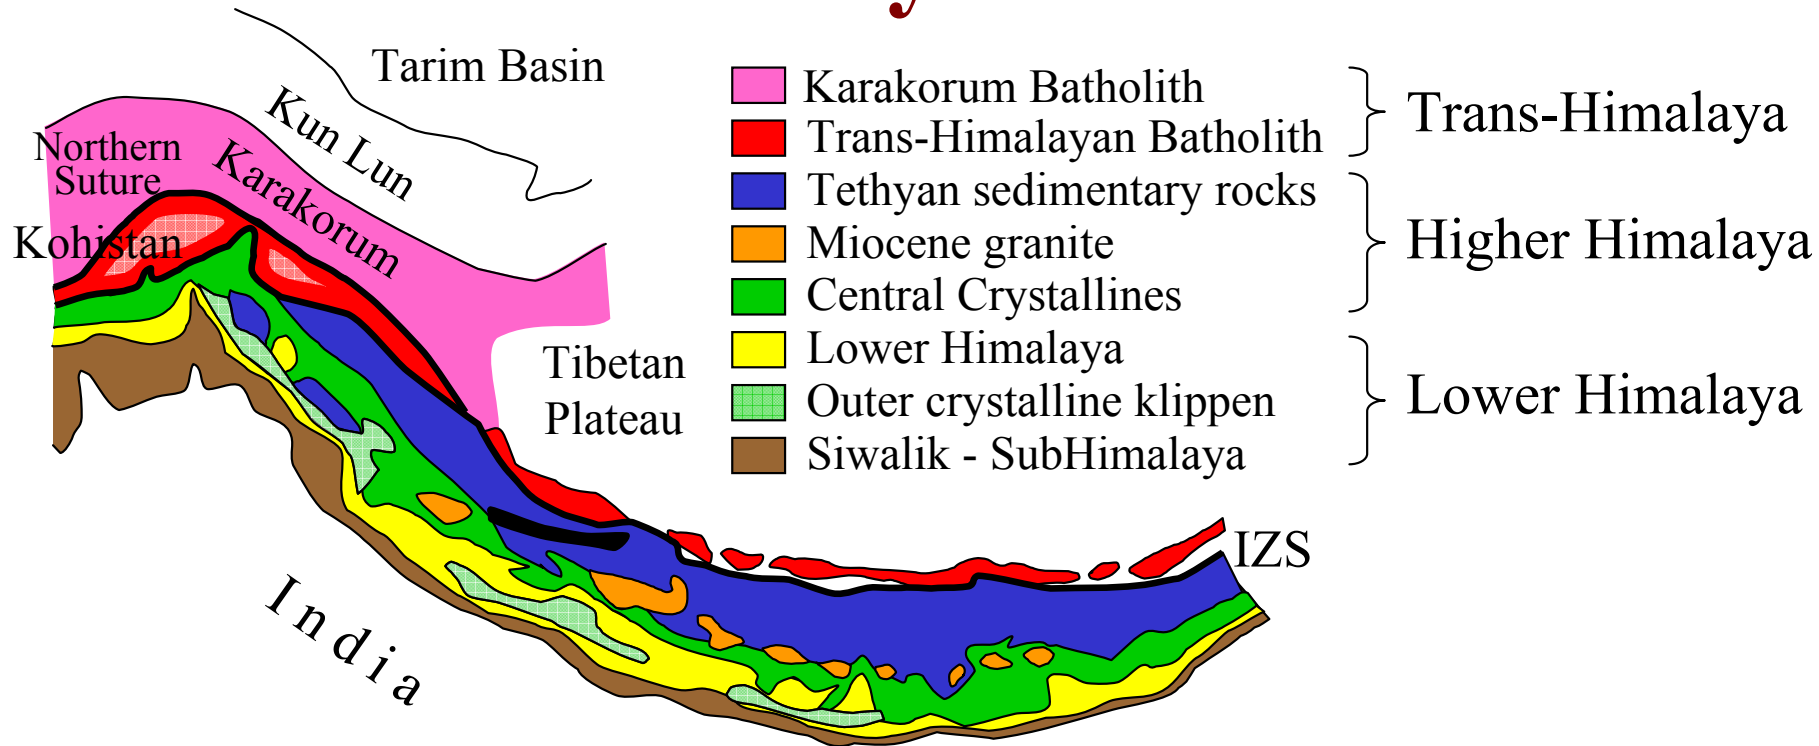 Tarim Basin
Kun Lun
Northern
Suture
Karakorum
Kohistan
Tibetan
Plateau
India
IZS
Karakorum Batholith
Trans-Himalayan Batholith
Tethyan sedimentary rocks
Miocene granite
Central Crystallines
Lower Himalaya
Outer crystalline klippen
Siwalik - SubHimalaya
Trans-Himalaya
Higher Himalaya
Lower Himalaya